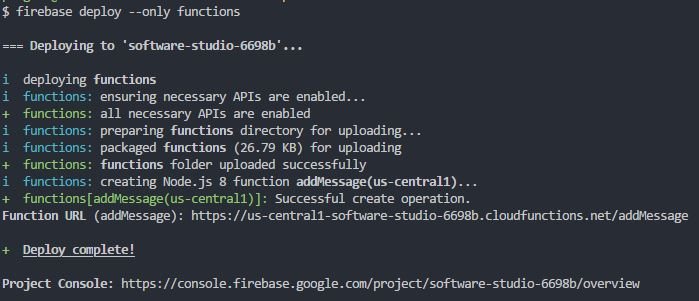 $ firebase deploy --only functions
=== Deploying to 'software-studio-6698b'...
i deploying functions
i functions: ensuring necessary APIs are enabled...
+ functions: all necessary APIs are enabled
i functions: preparing functions directory for uploading...
i functions: packaged functions (26.79 KB) for uploading
+ functions: functions folder uploaded successfully
i functions: creating Node.js 8 function addMessage(us-central1)...
+ functions[addMessage(us-central1)]: Successful create operation.
Function URL (addMessage): https://us-central1-software-studio-6698b.cloudfunctions.net/addMessage
+ Deploy complete!
Project Console: https://console.firebase.google.com/project/software-studio-6698b/overview